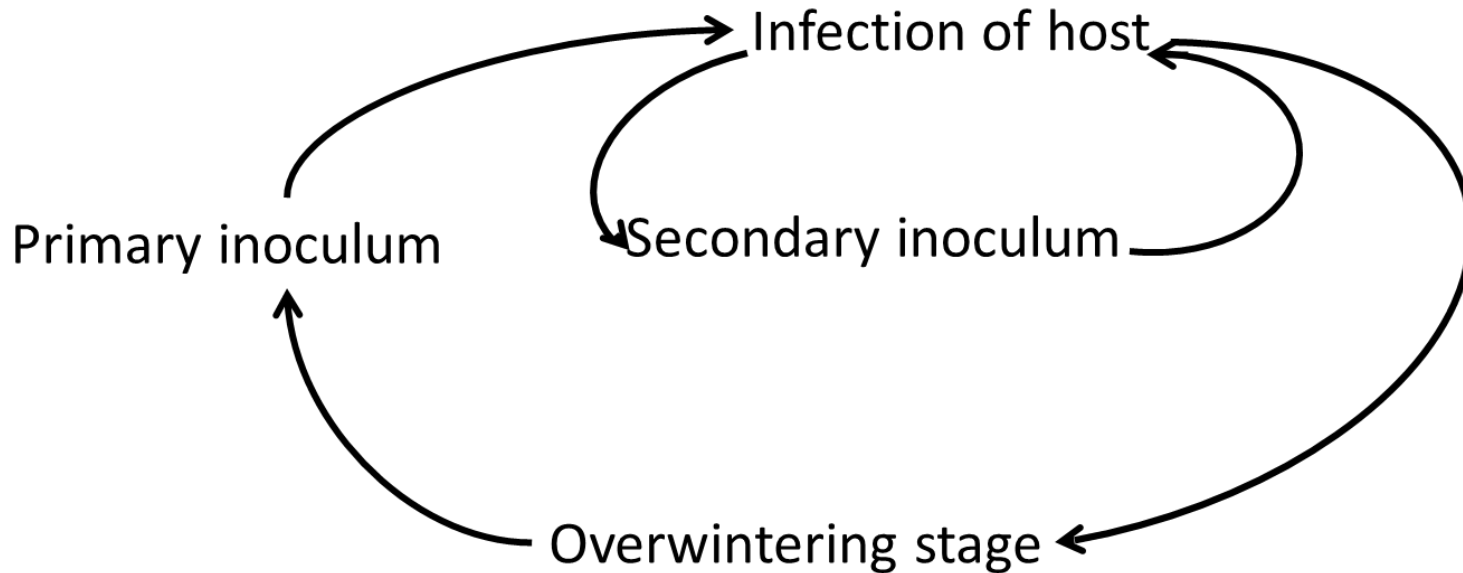 Infection of host
Primary inoculum
Secondary inoculum
Overwintering stage